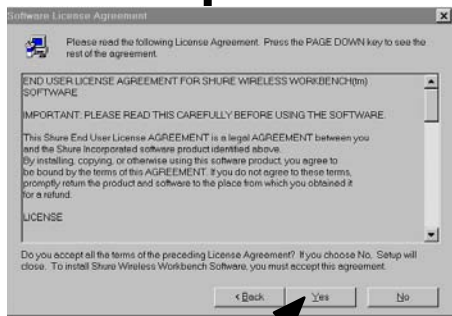 Software License Agreement
Please read the following License Agreement. Press the PAGE DOWN key to see the
rest of the agreement.
END USER LICENSE AGREEMENT FOR SHURE WIRELESS WORKBENCH(tm)
SOFTWARE
IMPORTANT: PLEASE READ THIS CAREFULLY BEFORE USING THE SOFTWARE.
This Shure End User License AGREEMENT is a legal AGREEMENT between you
and the Shure Incorporated software product identified above.
By installing, copying, or otherwise using this software product, you agree to
be bound by the terms of this AGREEMENT. If you do not agree to these terms,
promptly return the product and software to the place from which you obtained it
for a refund.
LICENSE
Do you accept all the terms of the preceding License Agreement? If you choose No, Setup will
close. To install Shure Wireless Workbench Software, you must accept this agreement.
< Back Yes No